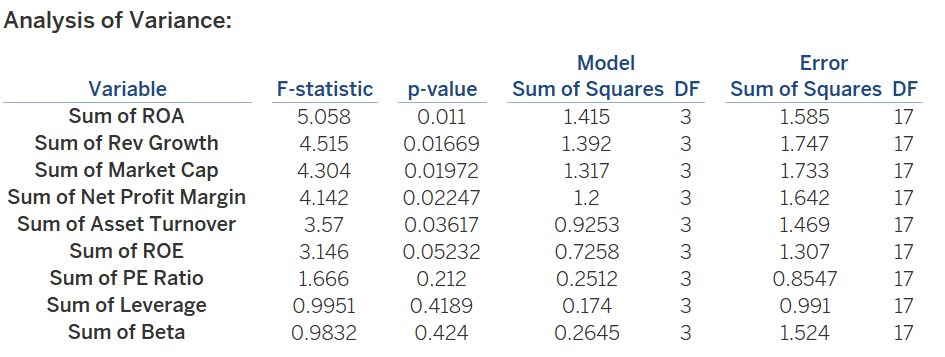 Analysis of Variance:
Model Error
Variable F-statistic p-value Sum of Squares DF Sum of Squares DF
Sum of ROA 5.058 0.011 1.415 3 1.585 17
Sum of Rev Growth 4.515 0.01669 1.392 3 1.747 17
Sum of Market Cap 4.304 0.01972 1.317 3 1.733 17
Sum of Net Profit Margin 4.142 0.02247 1.2 3 1.642 17
Sum of Asset Turnover 3.57 0.03617 0.9253 3 1.469 17
Sum of ROE 3.146 0.05232 0.7258 3 1.307 17
Sum of PE Ratio 1.666 0.212 0.2512 3 0.8547 17
Sum of Leverage 0.9951 0.4189 0.174 3 0.991 17
Sum of Beta 0.9832 0.424 0.2645 3 1.524 17